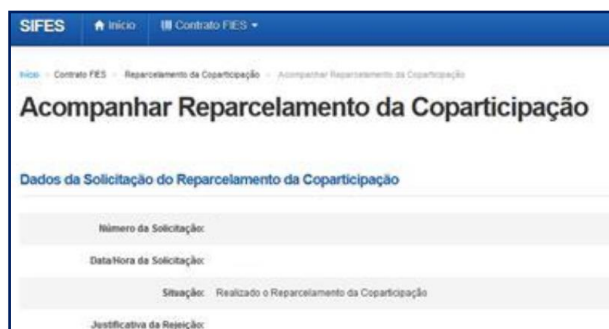 SIFES Início Contrato FIES
Início Contrato FIES Reparcelamento da Coparticipação Acompanhar Reparcelamento da Coparticipação
Acompanhar Reparcelamento da Coparticipação
Dados da Solicitação do Reparcelamento da Coparticipação
Número da Solicitação:
Data/Hora da Solicitação:
Situação: Realizado o Reparcelamento da Coparticipação
Justificativa da Rejeição: